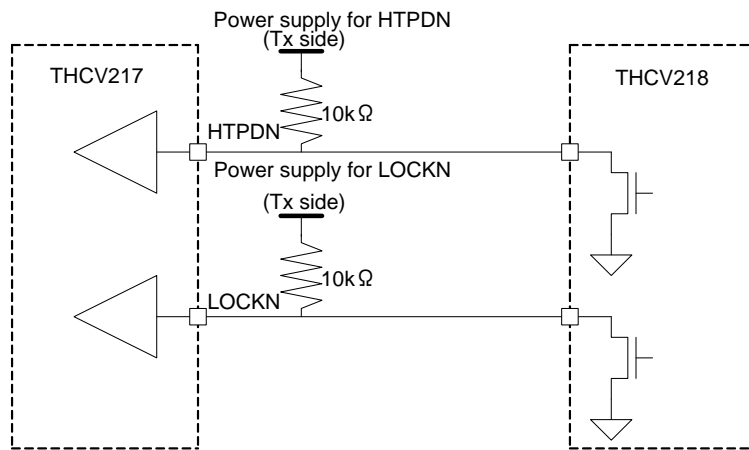 Power supply for HTPDN
(Tx side)
THCV217
THCV218
10kΩ
HTPDN
Power supply for LOCKN
(Tx side)
10kΩ
LOCKN